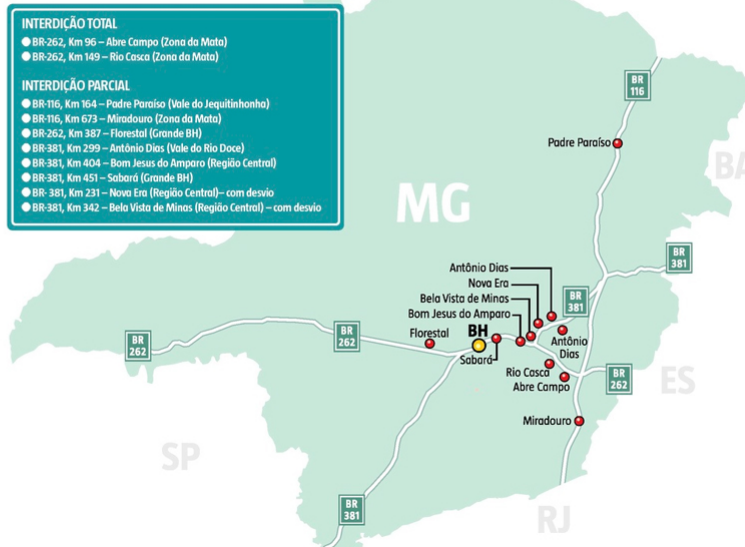 INTERDIÇÃO TOTAL
BR-262, Km 96 – Abre Campo (Zona da Mata)
BR-262, Km 149 – Rio Casca (Zona da Mata)
INTERDIÇÃO PARCIAL
BR-116, Km 164 – Padre Paraíso (Vale do Jequitinhonha)
BR-116, Km 673 – Miradouro (Zona da Mata)
BR-262, Km 387 – Florestal (Grande BH)
BR-381, Km 299 – Antônio Dias (Vale do Rio Doce)
BR-381, Km 404 – Bom Jesus do Amparo (Região Central)
BR-381, Km 451 – Sabará (Grande BH)
BR- 381, Km 231 – Nova Era (Região Central)– com desvio
BR-381, Km 342 – Bela Vista de Minas (Região Central) – com desvio
BR
116
Padre Paraíso
BA
MG
BR
381
Antônio Dias
Nova Era
Bela Vista de Minas
Bom Jesus do Amparo
BR
381
BR
262
BR
262
Florestal
BH
Sabará
Antônio
Dias
Rio Casca
Abre Campo
BR
262
ES
Miradouro
SP
BR
381
RJ